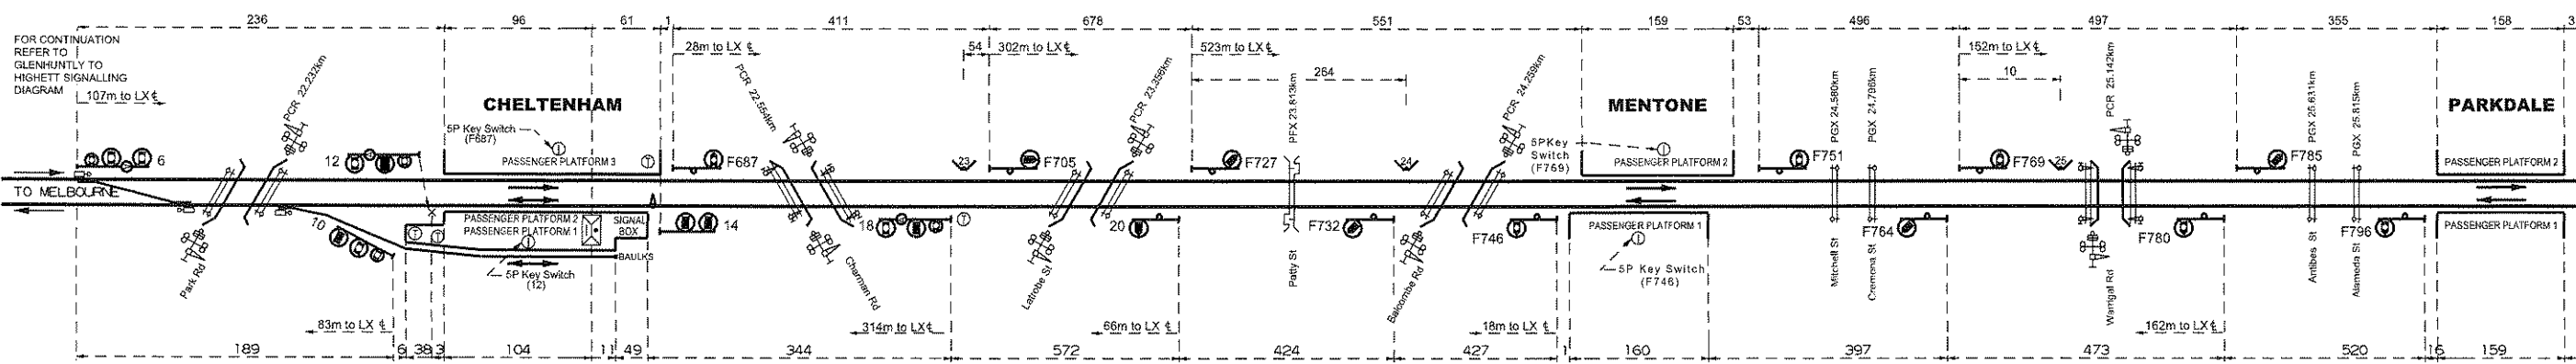 236
96
61
1
411
678
551
159
53
496
497
355
158
FOR CONTINUATION
REFER TO
GLENHUNTLY TO
HIGHETT SIGNALLING
DIAGRAM
107m to LX ℄
28m to LX ℄
54
302m to LX ℄
523m to LX ℄
264
152m to LX ℄
10
PCR 22.232km
PCR 22.554km
PCR 23.356km
PFX 23.813km
PCR 24.259km
PGX 24.580km
PGX 24.796km
PCR 25.142km
PGX 25.631km
PGX 25.815km
CHELTENHAM
MENTONE
PARKDALE
5P Key Switch
(F687)
5P Key
Switch
(F769)
6
12
PASSENGER PLATFORM 3
F687
23
F705
F727
24
PASSENGER PLATFORM 2
F751
F769
25
F785
PASSENGER PLATFORM 2
TO MELBOURNE
10
PASSENGER PLATFORM 2
PASSENGER PLATFORM 1
SIGNAL
BOX
BAULKS
14
18
20
F732
F746
PASSENGER PLATFORM 1
F764
F780
F796
PASSENGER PLATFORM 1
5P Key Switch
(12)
5P Key Switch
(F746)
Park Rd
Charman Rd
Latrobe St
Patty St
Balcombe Rd
Mitchell St
Cremona St
Warrigal Rd
Antibes St
Alameda St
83m to LX ℄
314m to LX ℄
66m to LX ℄
18m to LX ℄
162m to LX ℄
189
6
38
3
104
11
49
344
572
424
427
160
397
473
520
159